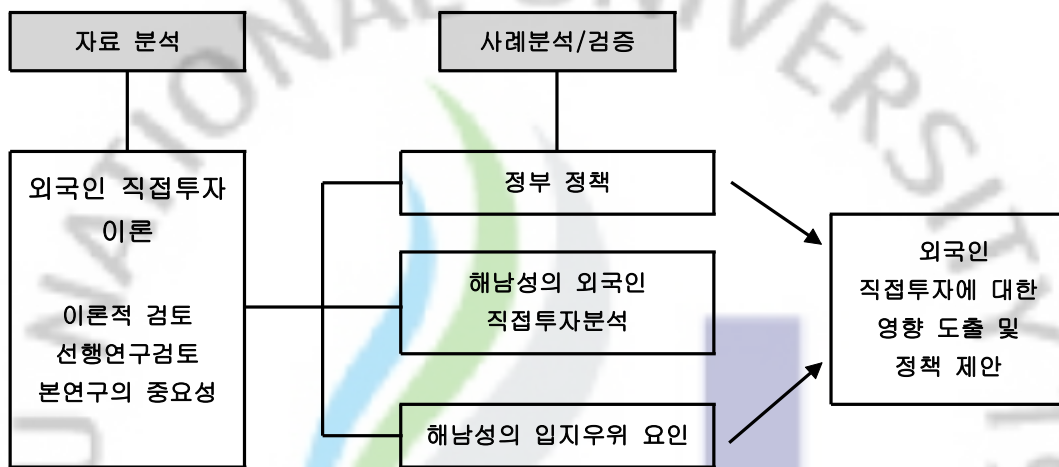 자료 분석
사례분석/검증
외국인 직접투자
이론
이론적 검토
선행연구검토
본연구의 중요성
정부 정책
해남성의 외국인
직접투자분석
해남성의 입지우위 요인
외국인
직접투자에 대한
영향 도출 및
정책 제안
U NATIONAL UNIVERSITY